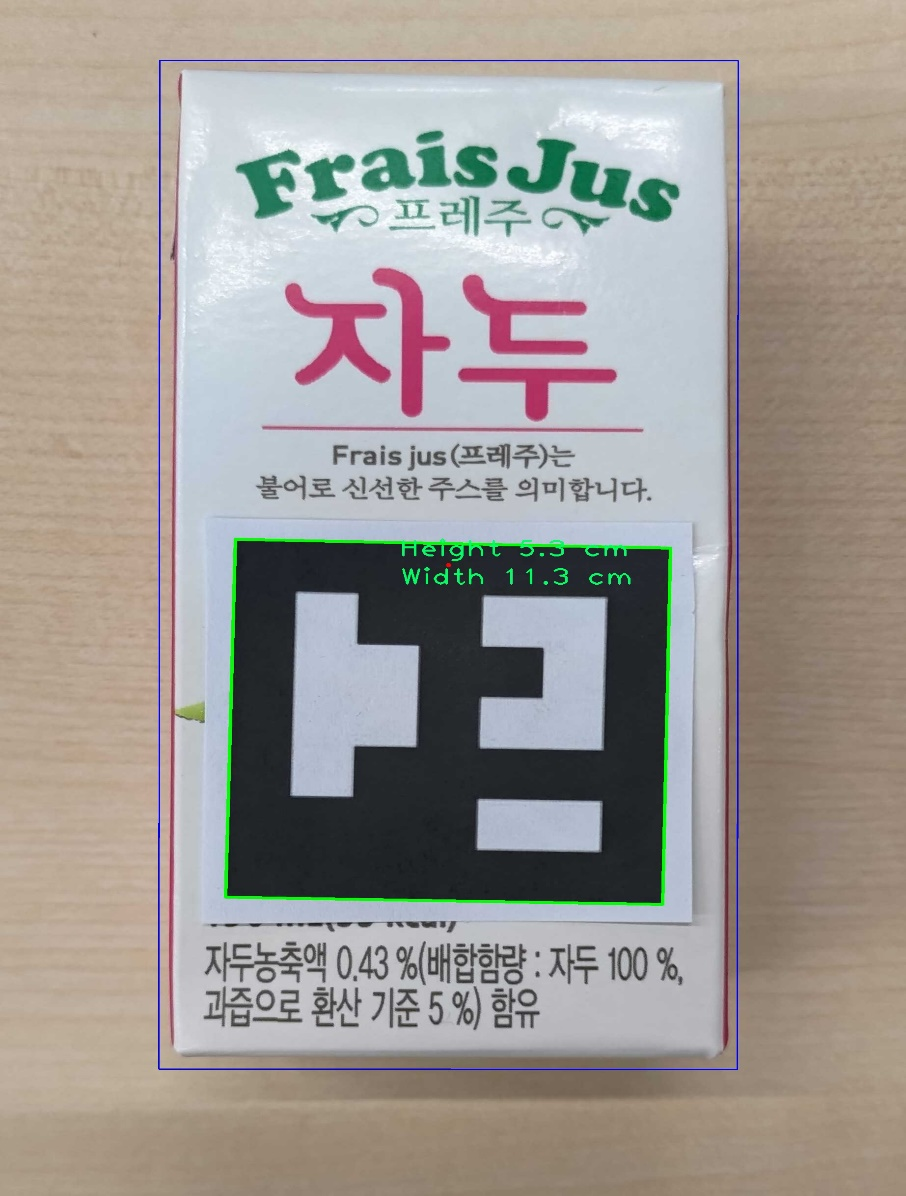 Frais Jus
프레주
자두
Frais jus(프레주)는
불어로 신선한 주스를 의미합니다.
Height 5.3 cm
Width 11.3 cm
자두농축액 0.43 %(배합함량 : 자두 100 %,
과즙으로 환산 기준 5 %) 함유